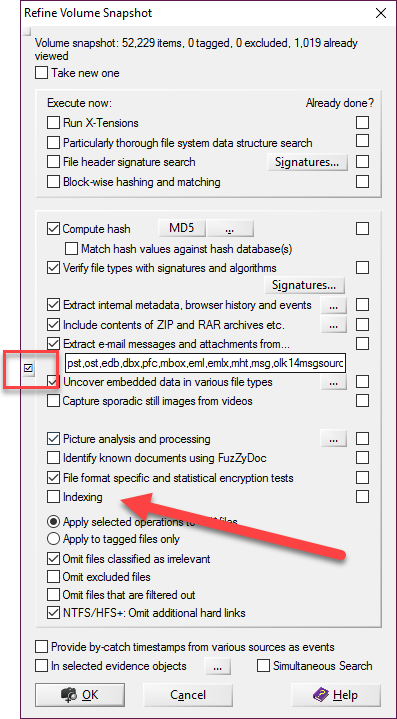 Refine Volume Snapshot
Volume snapshot: 52,229 items, 0 tagged, 0 excluded, 1,019 already
viewed
Take new one
Execute now: Already done?
Run X-Tensions
Particularly thorough file system data structure search
File header signature search Signatures...
Block-wise hashing and matching
Compute hash MD5 ...
Match hash values against hash database(s)
Verify file types with signatures and algorithms
Signatures...
Extract internal metadata, browser history and events ...
Include contents of ZIP and RAR archives etc. ...
Extract e-mail messages and attachments from...
pst,ost,edb,dbx,pfc,mbox,eml,emlx,mht,msg,olk14msgsourc
Uncover embedded data in various file types ...
Capture sporadic still images from videos
Picture analysis and processing ...
Identify known documents using FuzZyDoc
File format specific and statistical encryption tests
Indexing
Apply selected operations to files
Apply to tagged files only
Omit files classified as irrelevant
Omit excluded files
Omit files that are filtered out
NTFS/HFS+: Omit additional hard links
Provide by-catch timestamps from various sources as events
In selected evidence objects ... Simultaneous Search
OK Cancel Help